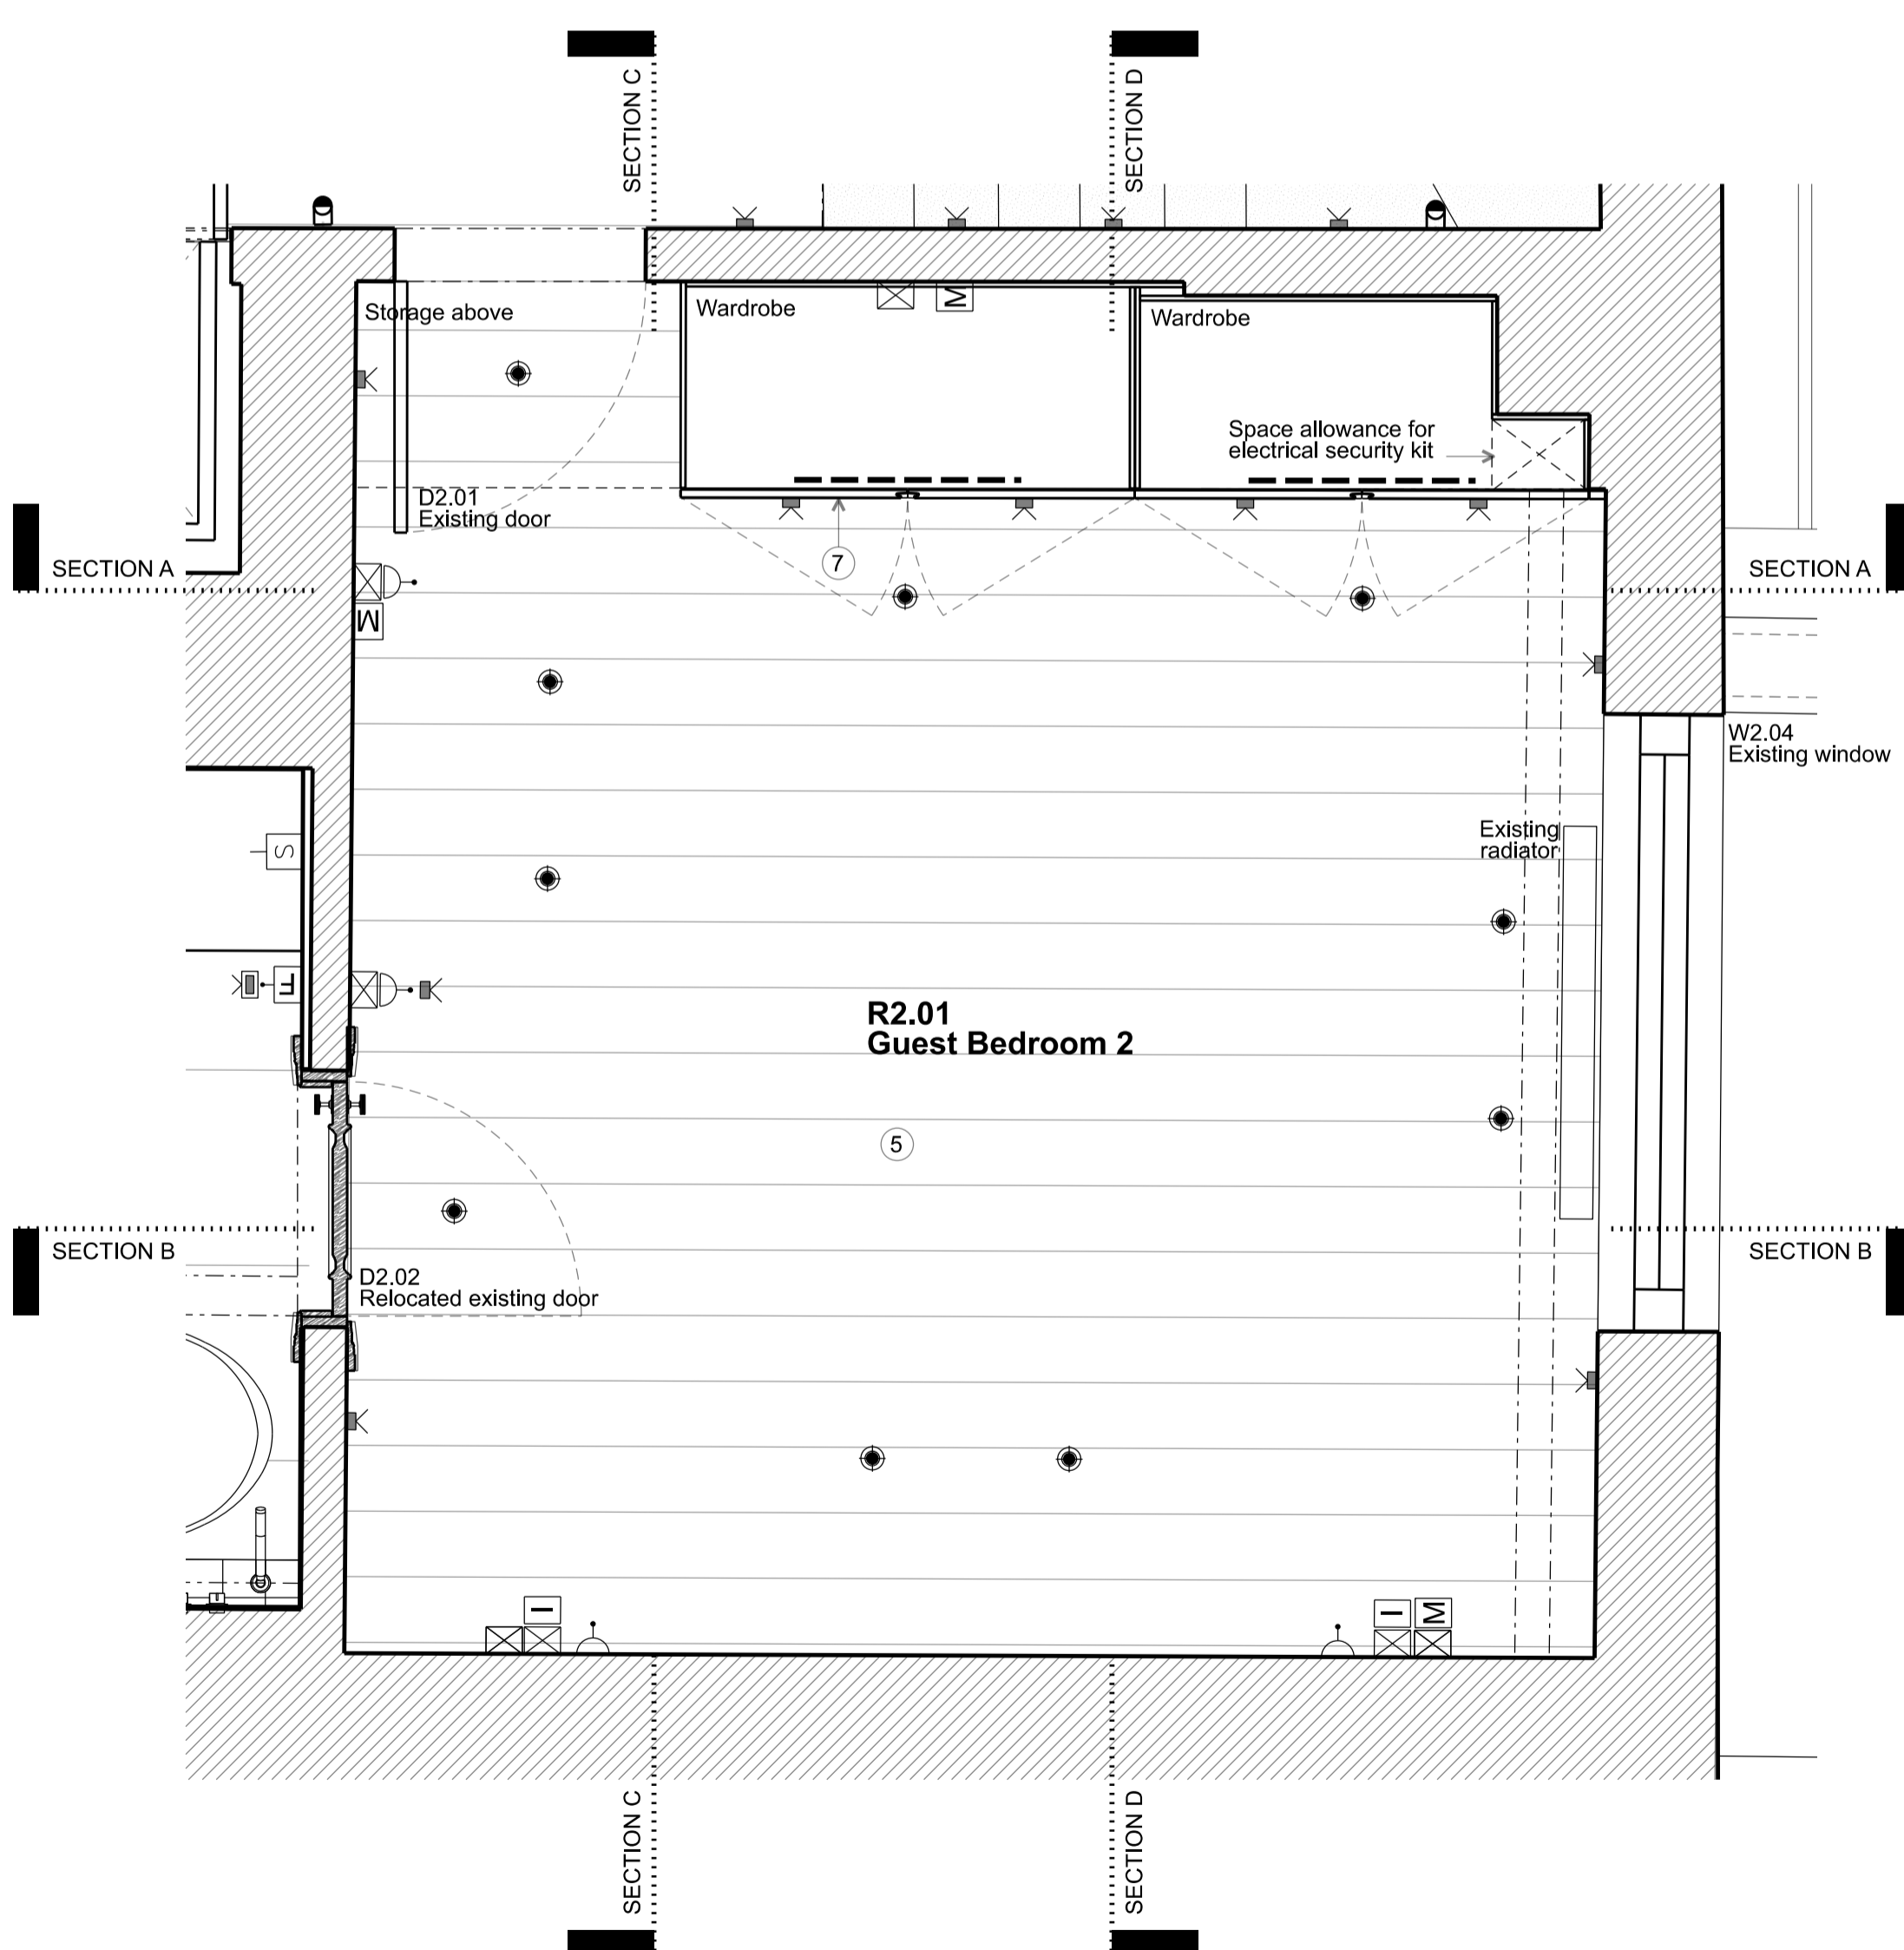 SECTION C
SECTION D
Storage above
Wardrobe
M
Wardrobe
Space allowance for
electrical security kit
D2.01
Existing door
7
SECTION A
SECTION A
M
W2.04
Existing window
Existing
radiator
S
F
R2.01
Guest Bedroom 2
5
SECTION B
SECTION B
D2.02
Relocated existing door
I
I
M
SECTION C
SECTION D